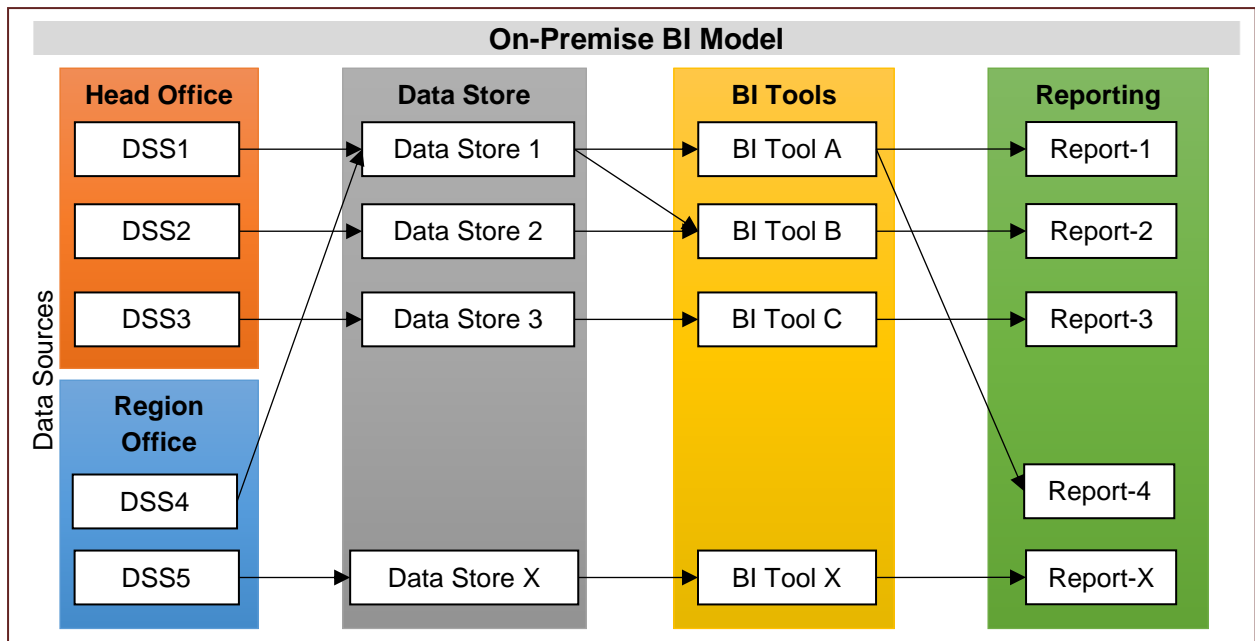 On-Premise BI Model
Head Office
DSS1
DSS2
DSS3
Data Sources
Region
Office
DSS4
DSS5
Data Store
Data Store 1
Data Store 2
Data Store 3
Data Store X
BI Tools
BI Tool A
BI Tool B
BI Tool C
BI Tool X
Reporting
Report-1
Report-2
Report-3
Report-4
Report-X